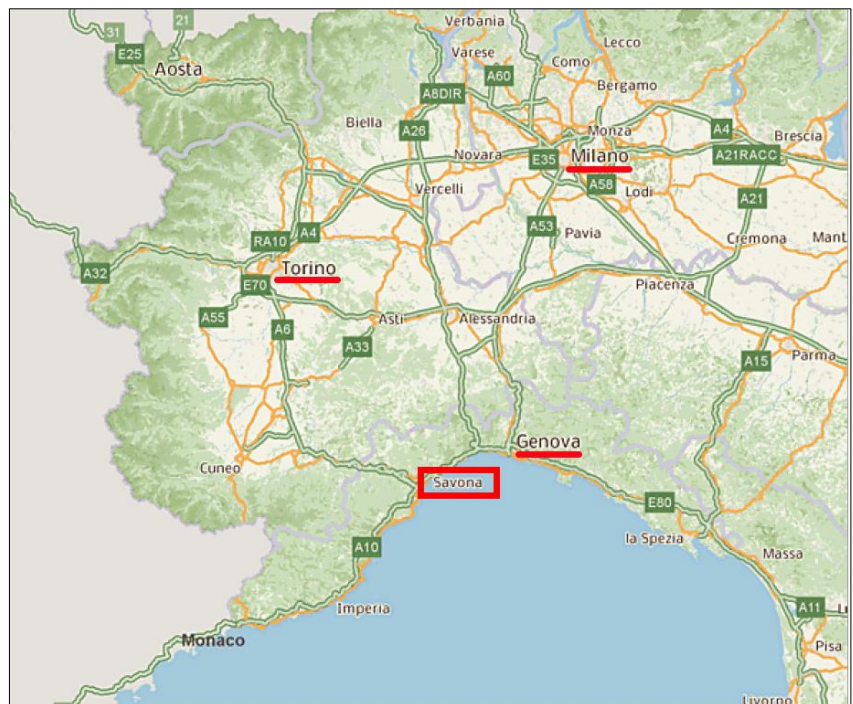 Verbania
21
31
E25
Lecco
Varese
Como
Aosta
A60
Bergamo
A8DIR
Biella
A26
Monza
A4
Brescia
Novara
E35
Milano
A21RACC
Vercelli
A58
Lodi
A21
A53
Pavia
RA10
A4
Cremona
Mant
A32
Torino
E70
Piacenza
A55
A6
Asti
Alessandria
A33
A15
Parma
Genova
Cuneo
Savona
E80
A10
la Spezia
Massa
Imperia
A11
Monaco
Pisa
Livorno